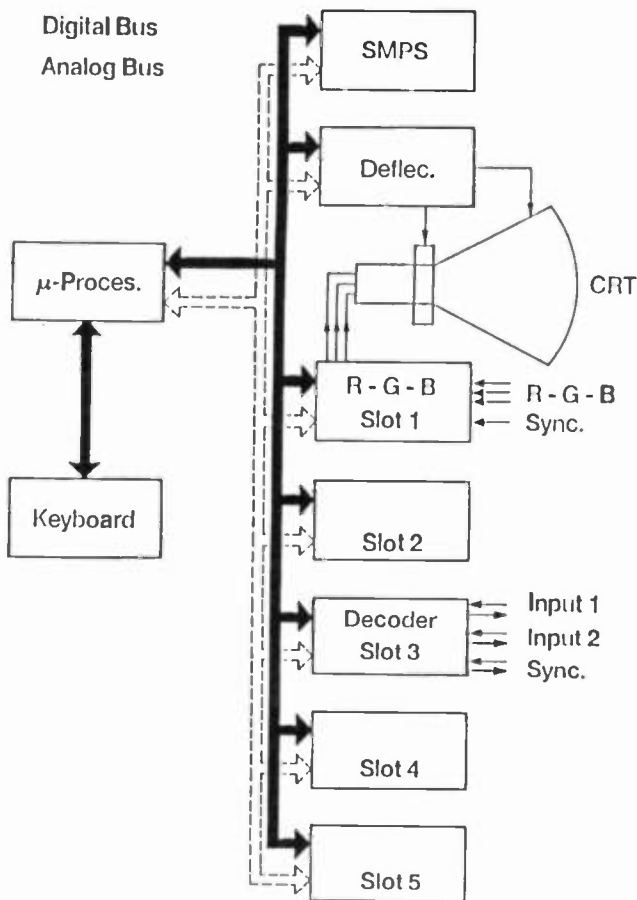 Digital Bus
Analog Bus
SMPS
Deflec.
μ-Proces.
CRT
R - G - B
Slot 1
R - G - B
Sync.
Keyboard
Slot 2
Decoder
Slot 3
Input 1
Input 2
Sync.
Slot 4
Slot 5